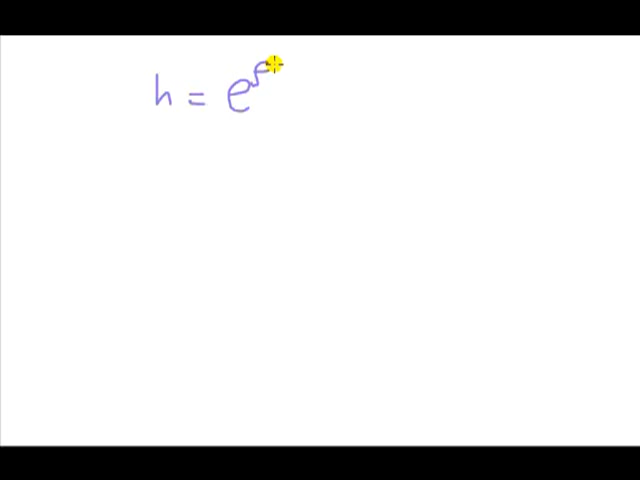 h = e